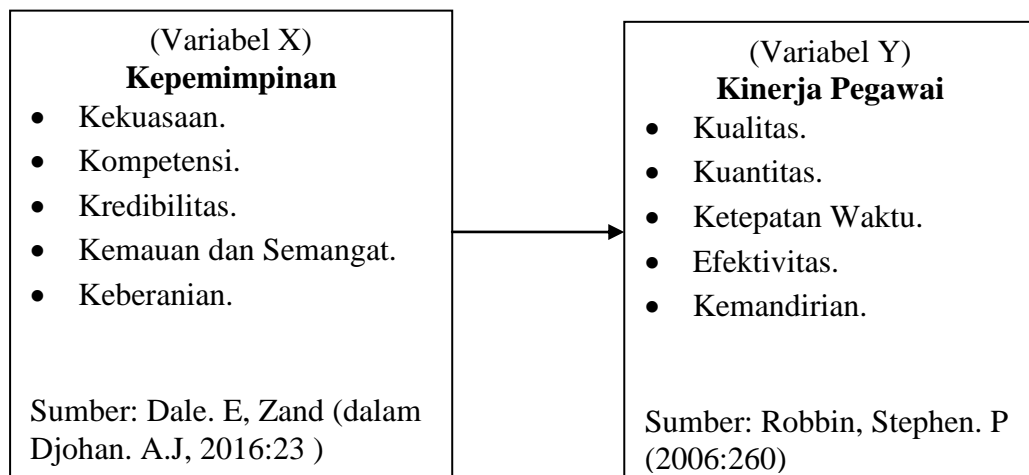 (Variabel X)
Kepemimpinan
• Kekuasaan.
• Kompetensi.
• Kredibilitas.
• Kemauan dan Semangat.
• Keberanian.
Sumber: Dale. E, Zand (dalam
Djohan. A.J, 2016:23 )
(Variabel Y)
Kinerja Pegawai
• Kualitas.
• Kuantitas.
• Ketepatan Waktu.
• Efektivitas.
• Kemandirian.
Sumber: Robbin, Stephen. P
(2006:260)